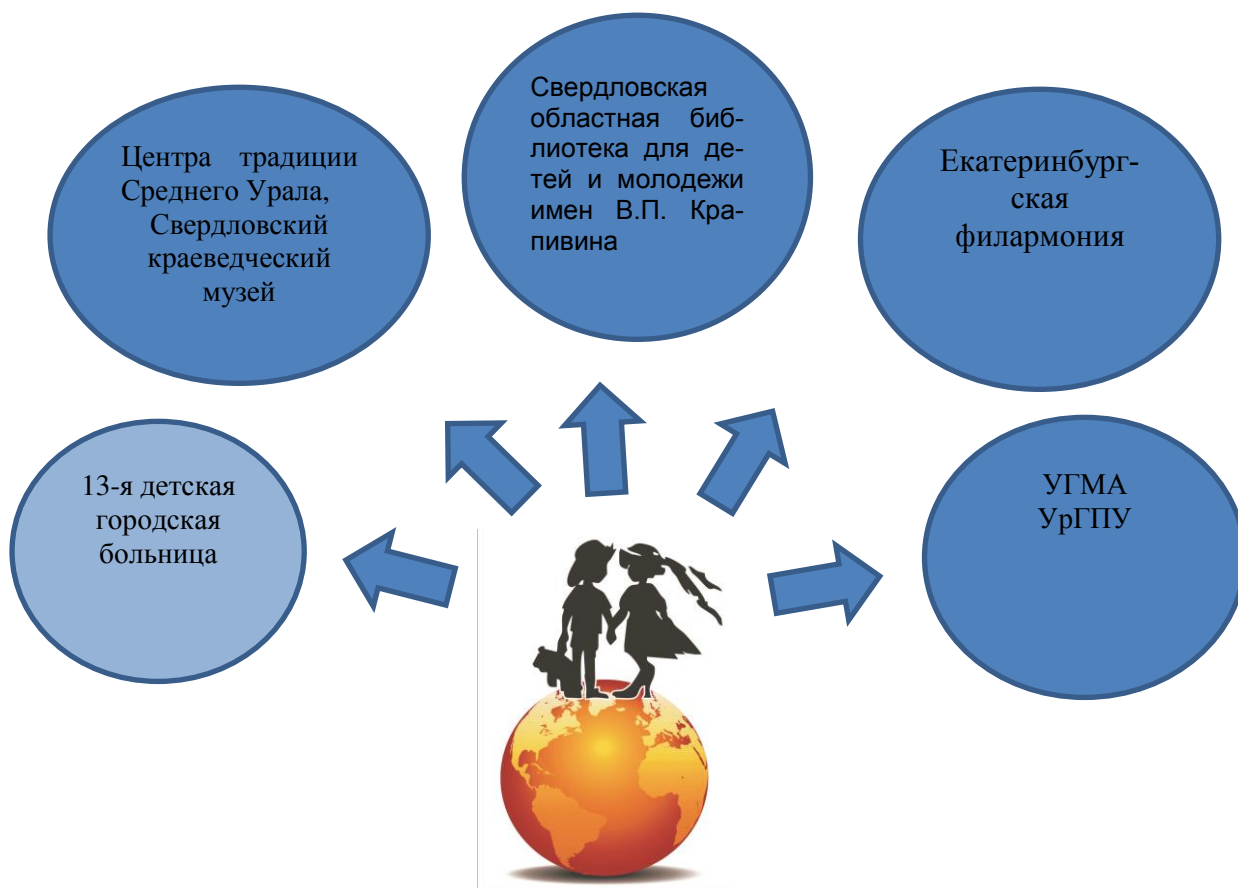 Центра традиции
Среднего Урала,
Свердловский
краеведческий
музей
Свердловская
областная биб-
лиотека для де-
тей и молодежи
имен В.П. Кра-
пивина
Екатеринбург-
ская
филармония
13-я детская
городская
больница
УГМА
УрГПУ